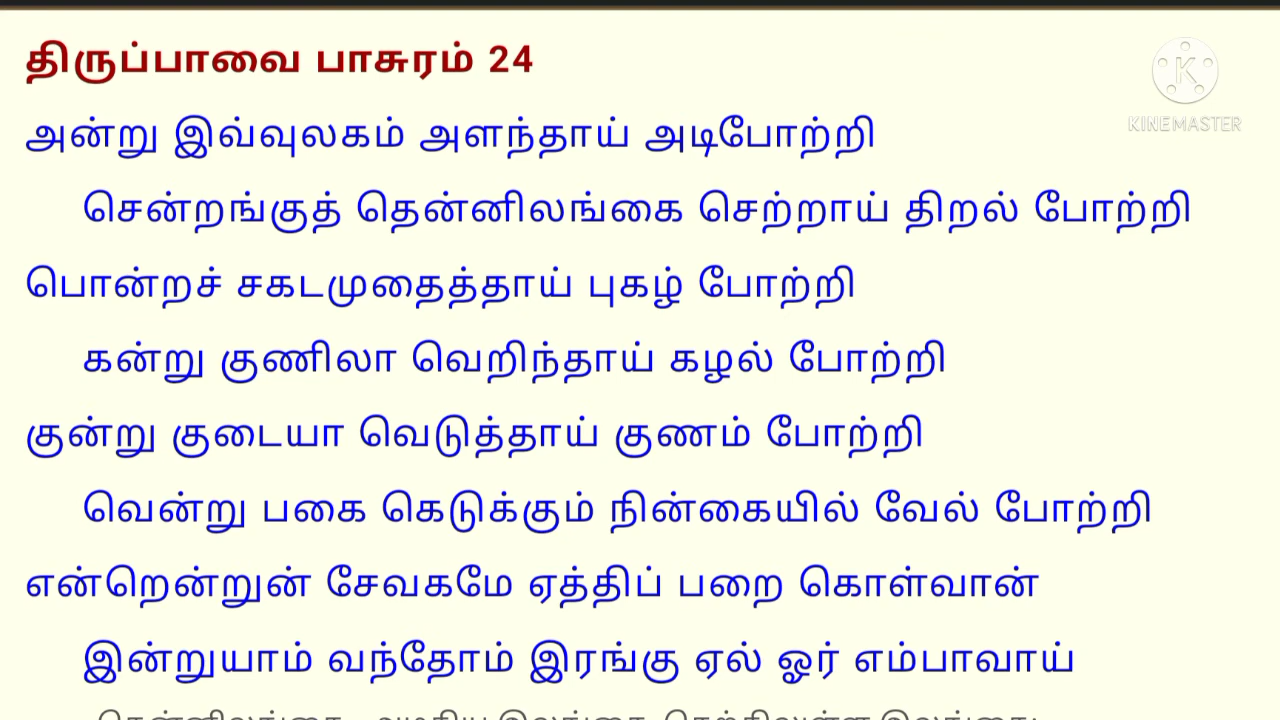 திருப்பாவை பாசுரம் 24
KINEMASTER
அன்று இவ்வுலகம் அளந்தாய் அடிபோற்றி
சென்றங்குத் தென்னிலங்கை செற்றாய் திறல் போற்றி
பொன்றச் சகடமுதைத்தாய் புகழ் போற்றி
கன்று குணிலா வெறிந்தாய் கழல் போற்றி
குன்று குடையா வெடுத்தாய் குணம் போற்றி
வென்று பகை கெடுக்கும் நின்கையில் வேல் போற்றி
என்றென்றுன் சேவகமே ஏத்திப் பறை கொள்வான்
இன்றுயாம் வந்தோம் இரங்கு ஏல் ஓர் எம்பாவாய்